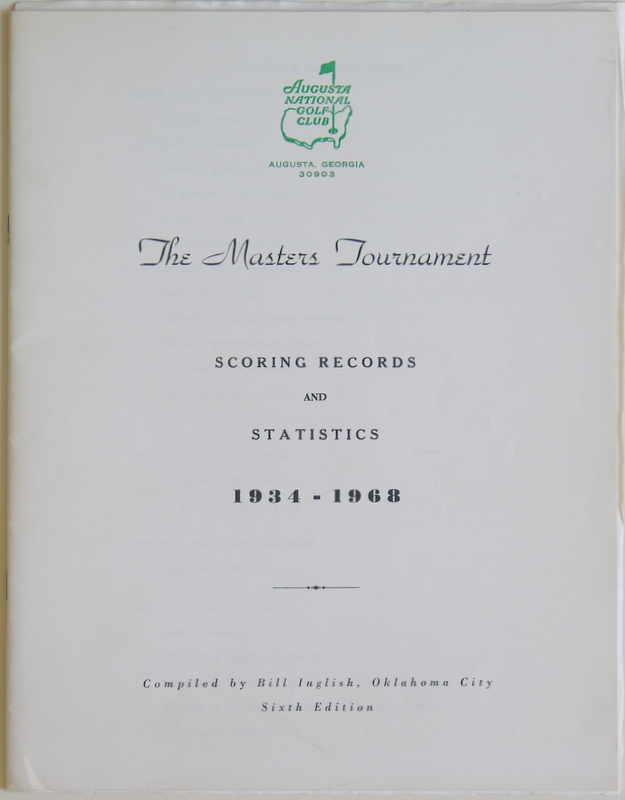 Augusta
National
Golf
Club
AUGUSTA, GEORGIA
30903
The Masters Tournament
SCORING RECORDS
AND
STATISTICS
1934 - 1968
Compiled by Bill Inglish, Oklahoma City
Sixth Edition